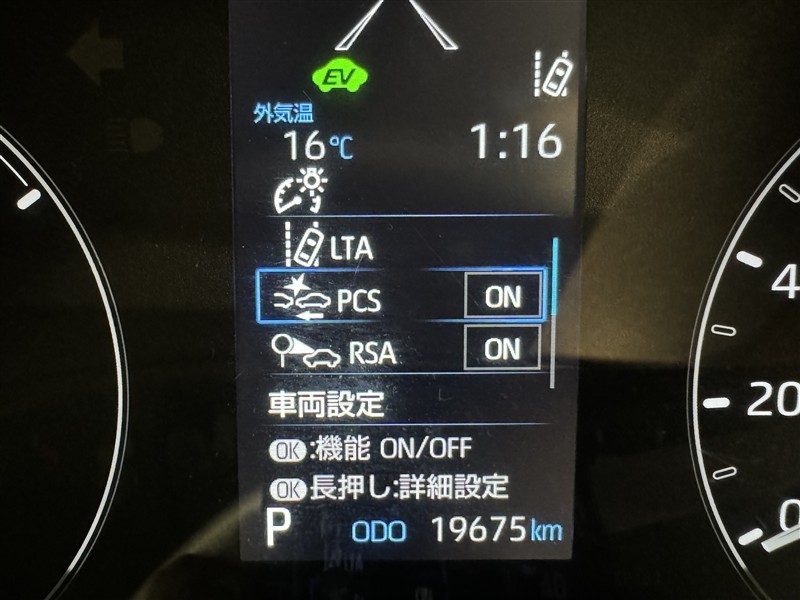 EV
外気温
16℃ 1:16
LTA
PCS ON
RSA ON
車両設定
OK:機能 ON/OFF
OK長押し:詳細設定
P ODO 19675km
4
20
0